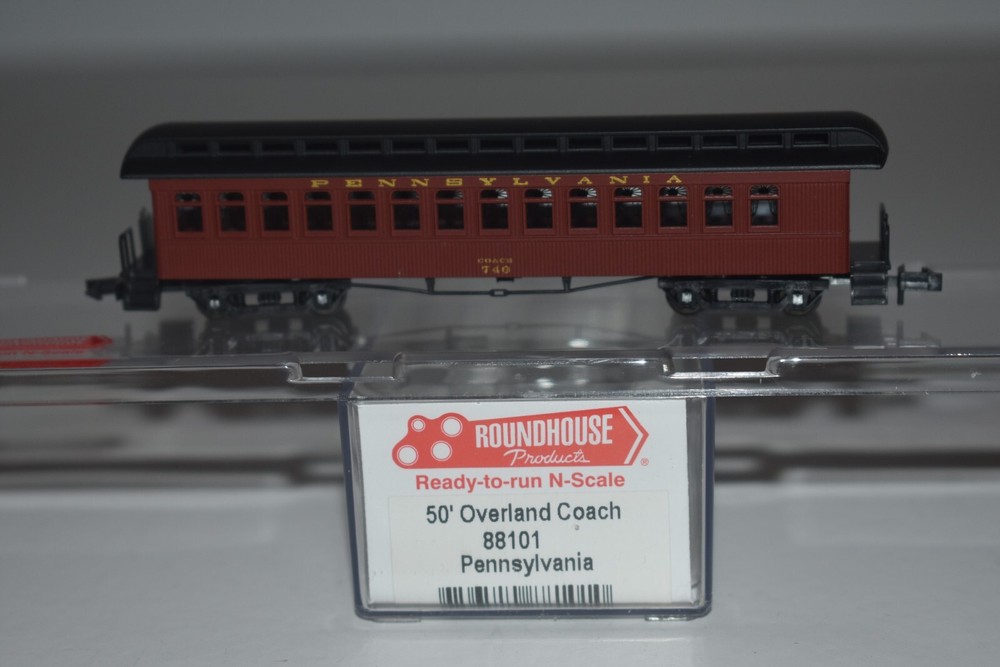 PENNSYLVANIA
COACH
740
ROUNDHOUSE
Products
®
Ready-to-run N-Scale
50' Overland Coach
88101
Pennsylvania